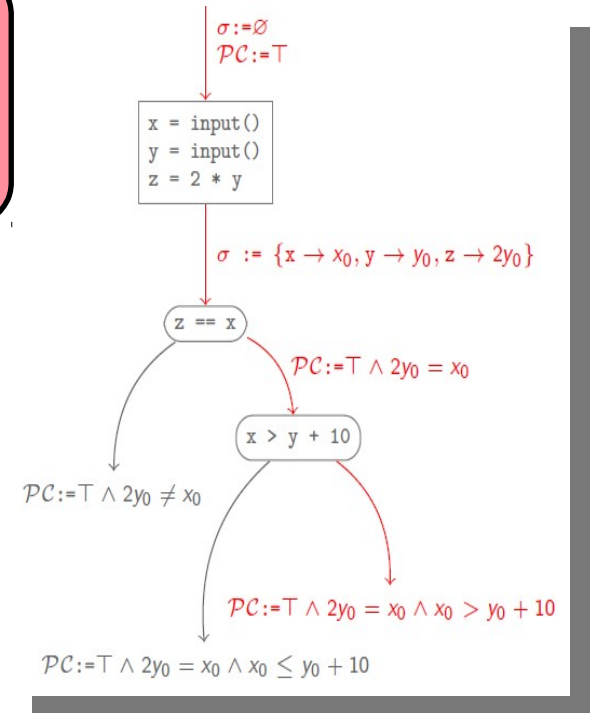 σ:=∅
𝒫𝒞:=⊤
x = input()
y = input()
z = 2 * y
σ := {x → x₀, y → y₀, z → 2y₀}
z == x
𝒫𝒞:=⊤ ∧ 2y₀ = x₀
x > y + 10
𝒫𝒞:=⊤ ∧ 2y₀ ≠ x₀
𝒫𝒞:=⊤ ∧ 2y₀ = x₀ ∧ x₀ > y₀ + 10
𝒫𝒞:=⊤ ∧ 2y₀ = x₀ ∧ x₀ ≤ y₀ + 10